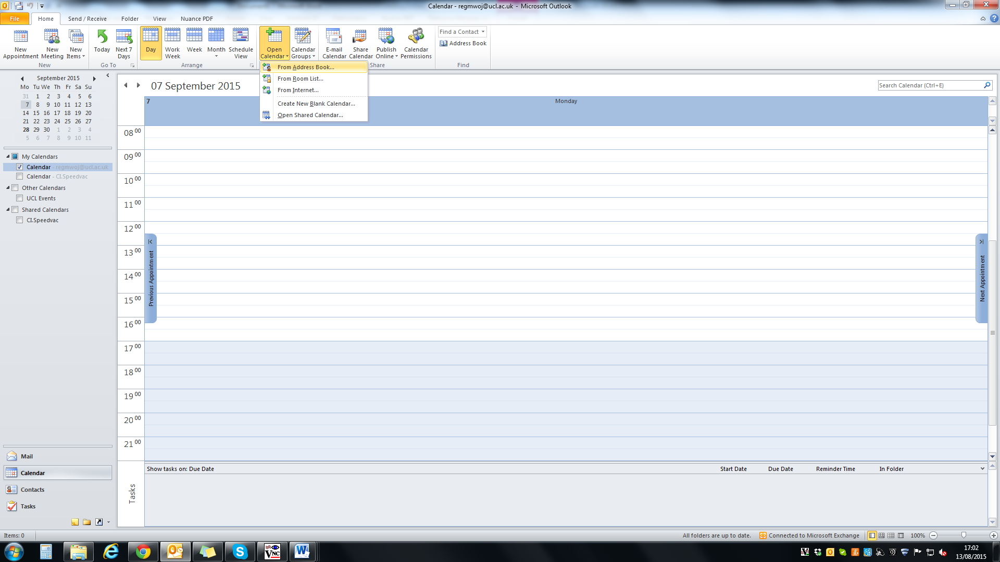 Calendar - regmwoj@ucl.ac.uk - Microsoft Outlook
File Home Send / Receive Folder View Nuance PDF
New Appointment
New Meeting
New Items
New
Today
Next 7 Days
Go To
Day
Work Week
Week
Month
Schedule View
Arrange
Open Calendar
Calendar Groups
E-mail Calendar
Share Calendar
Publish Online
Calendar Permissions
Share
Find a Contact
Address Book
Find
From Address Book...
From Room List...
From Internet...
Create New Blank Calendar...
Open Shared Calendar...
September 2015
Mo Tu We Th Fr Sa Su
31 1 2 3 4 5 6
7 8 9 10 11 12 13
14 15 16 17 18 19 20
21 22 23 24 25 26 27
28 29 30 1 2 3 4
5 6 7 8 9 10 11
My Calendars
Calendar - regmwoj@ucl.ac.uk
Calendar - CI.Speedvac
Other Calendars
UCL Events
Shared Calendars
CI.Speedvac
Mail
Calendar
Contacts
Tasks
07 September 2015
Search Calendar (Ctrl+E)
7 Monday
08 00
09 00
10 00
11 00
12 00
13 00
14 00
15 00
16 00
17 00
18 00
19 00
20 00
21 00
Previous Appointment
Next Appointment
Tasks
Show tasks on: Due Date Start Date Due Date Reminder Time In Folder
Items: 0 All folders are up to date. Connected to Microsoft Exchange 100%
VNC
17:02
13/08/2015